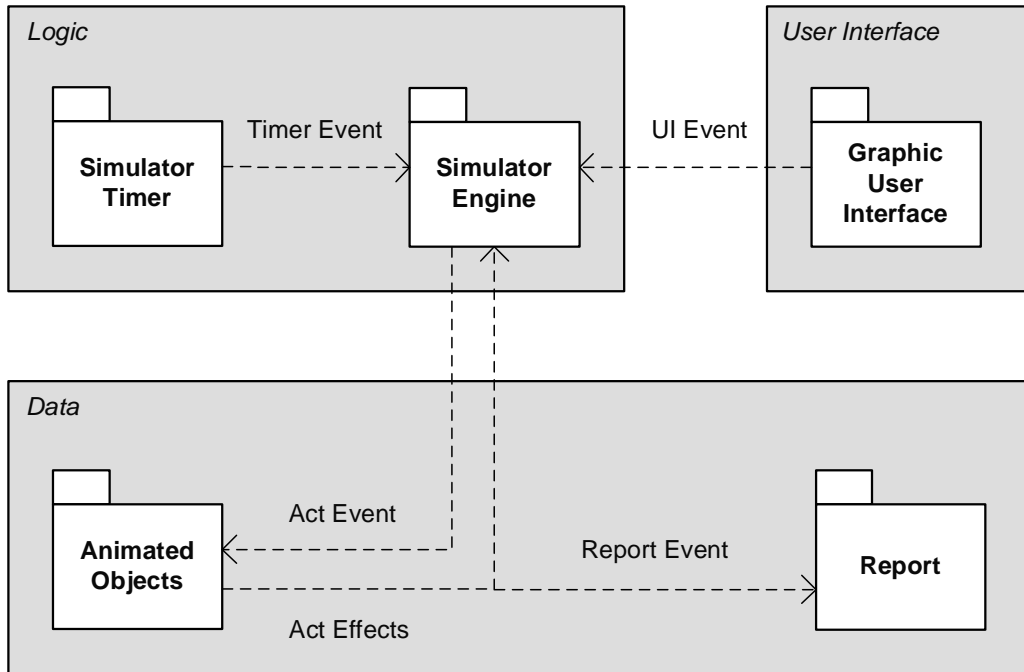 Logic
User Interface
Timer Event
UI Event
Simulator
Timer
Simulator
Engine
Graphic
User
Interface
Data
Act Event
Animated
Objects
Report Event
Report
Act Effects